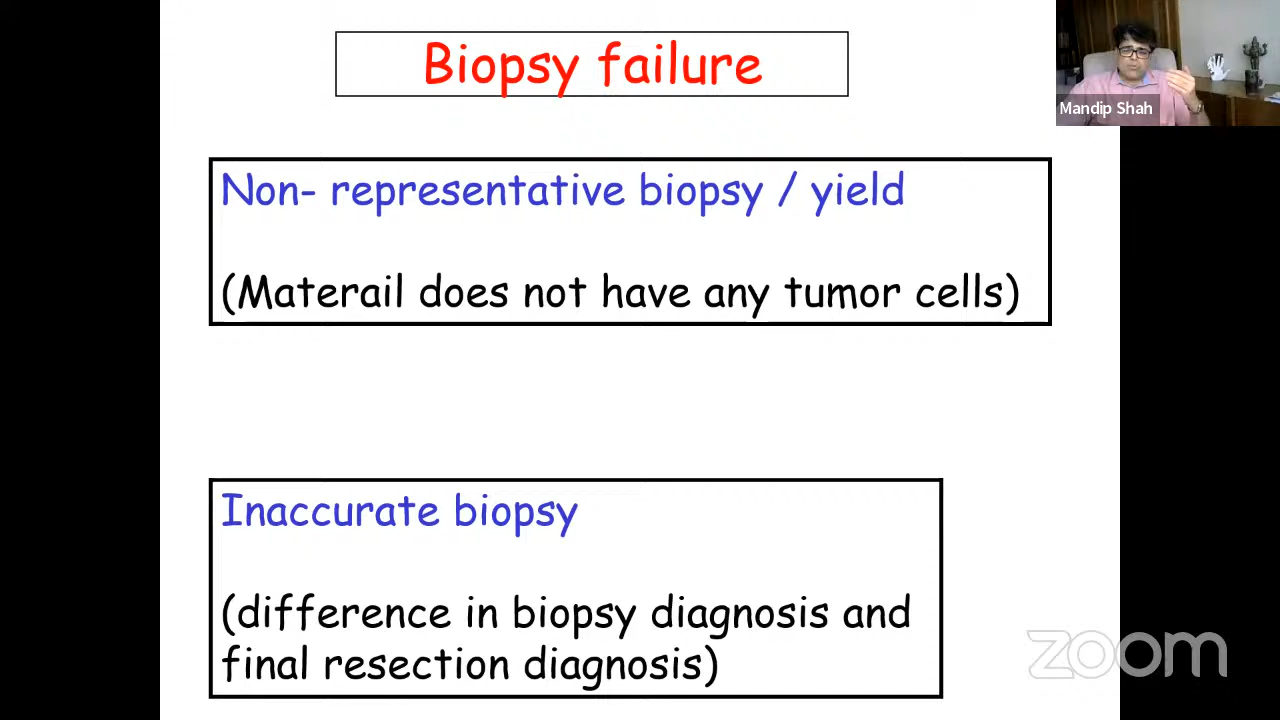 Biopsy failure
Mandip Shah
Non- representative biopsy / yield
(Materail does not have any tumor cells)
Inaccurate biopsy
(difference in biopsy diagnosis and
final resection diagnosis)
zoom